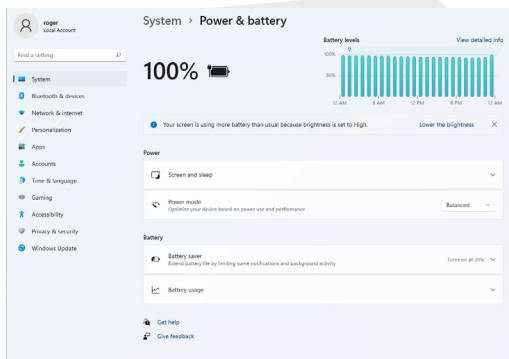 roger
Local Account
Find a setting
System
Bluetooth & devices
Network & internet
Personalization
Apps
Accounts
Time & language
Gaming
Accessibility
Privacy & security
Windows Update
System > Power & battery
Battery levels
View detailed info
100%
100%
50%
12 AM 6 AM 12 PM 6 PM 12 AM
Your screen is using more battery than usual because brightness is set to High.
Lower the brightness
Power
Screen and sleep
Power mode
Optimize your device based on power use and performance
Balanced
Battery
Battery saver
Extend battery life by limiting some notifications and background activity
Turns on at 20%
Battery usage
Get help
Give feedback